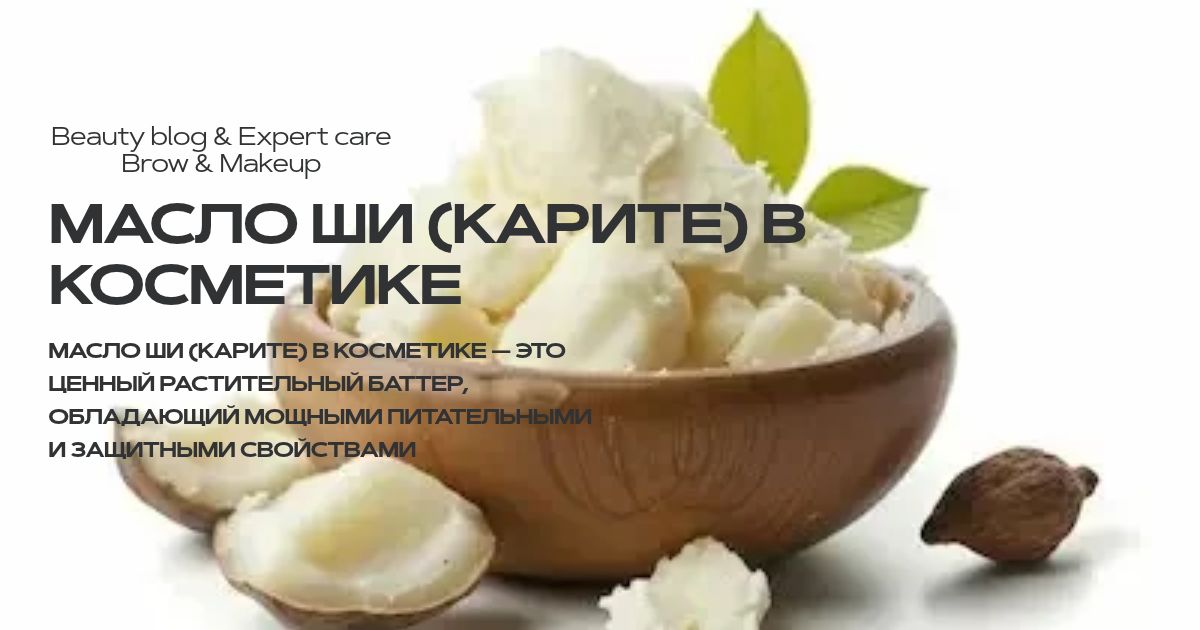 Beauty blog & Expert care
Brow & Makeup
МАСЛО ШИ (КАРИТЕ) В
КОСМЕТИКЕ
МАСЛО ШИ (КАРИТЕ) В КОСМЕТИКЕ — ЭТО
ЦЕННЫЙ РАСТИТЕЛЬНЫЙ БАТТЕР,
ОБЛАДАЮЩИЙ МОЩНЫМИ ПИТАТЕЛЬНЫМИ
И ЗАЩИТНЫМИ СВОЙСТВАМИ